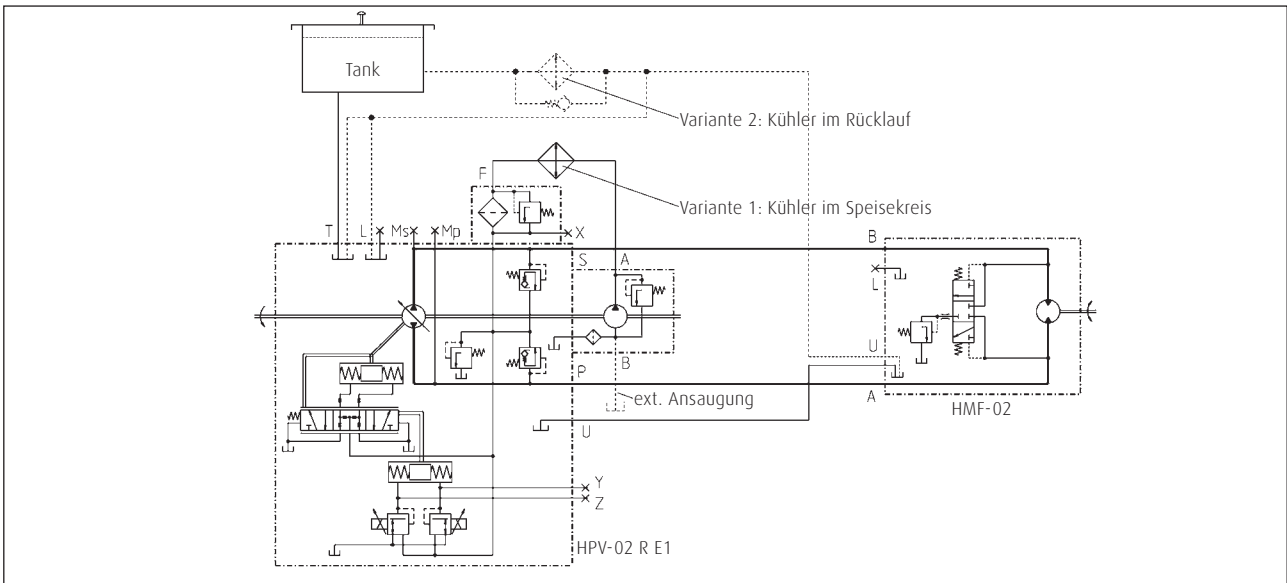 Tank
Variante 2: Kühler im Rücklauf
F
Variante 1: Kühler im Speisekreis
T
L
Ms
Mp
X
S
A
B
L
U
P
B
A
ext. Ansaugung
U
HMF-02
Y
Z
HPV-02 R E1